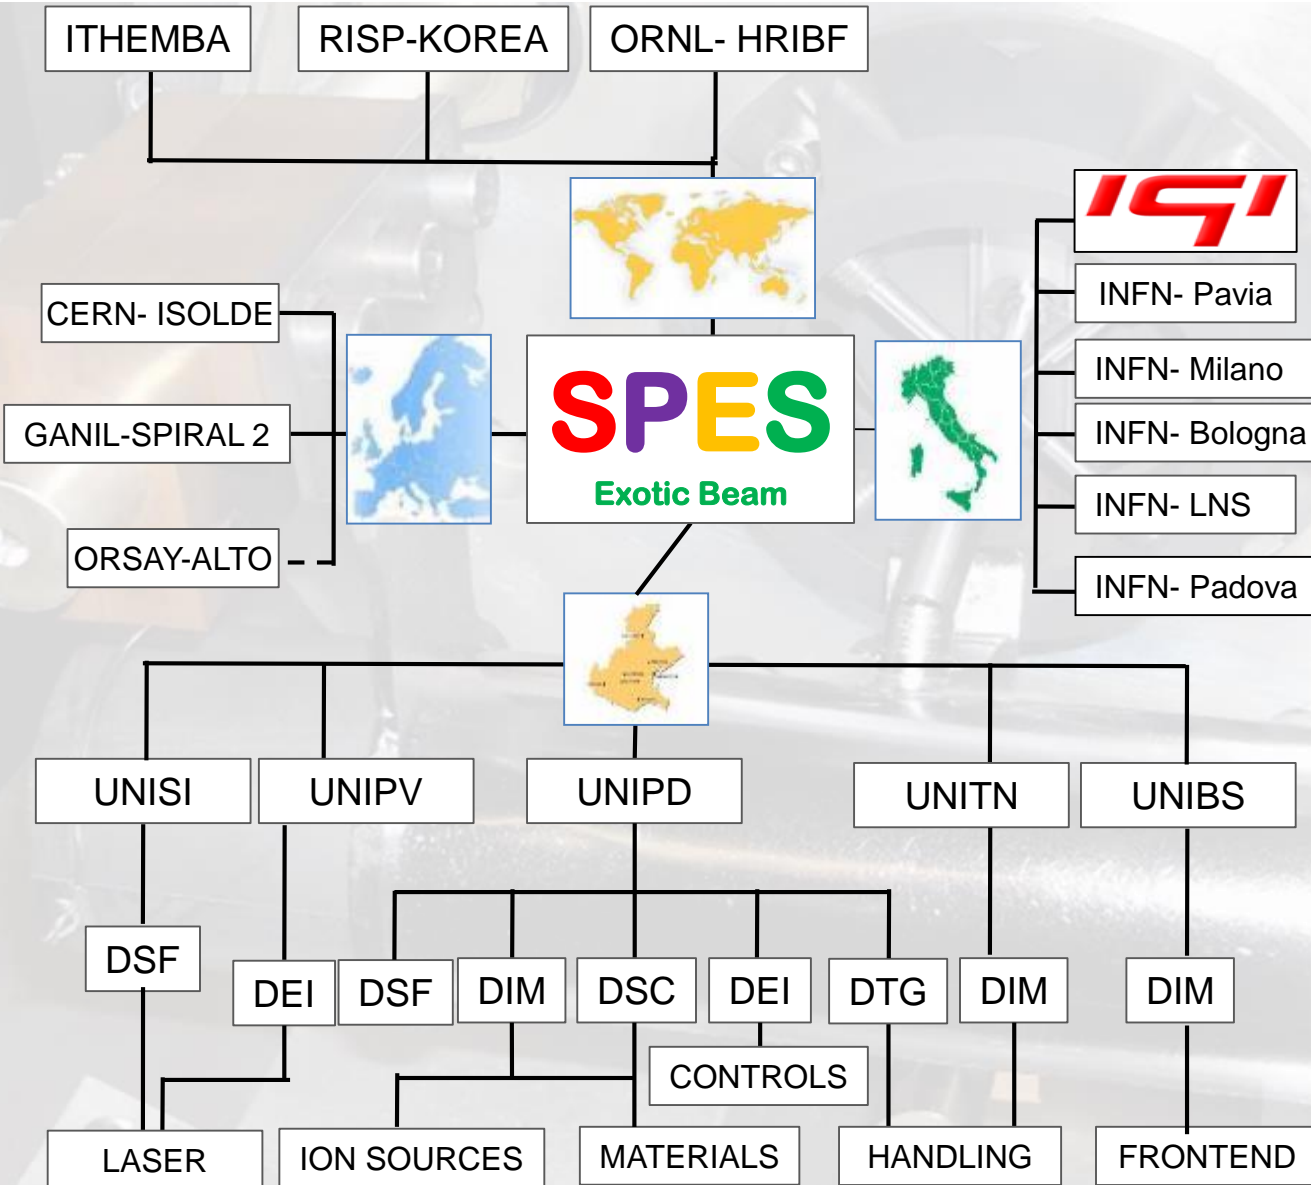 ITHEMBA
RISP-KOREA
ORNL- HRIBF
IGI
INFN- Pavia
CERN- ISOLDE
INFN- Milano
SPES
GANIL-SPIRAL 2
INFN- Bologna
Exotic Beam
INFN- LNS
ORSAY-ALTO
INFN- Padova
UNISI
UNIPV
UNIPD
UNITN
UNIBS
DSF
DEI
DSF
DIM
DSC
DEI
DTG
DIM
DIM
CONTROLS
LASER
ION SOURCES
MATERIALS
HANDLING
FRONTEND